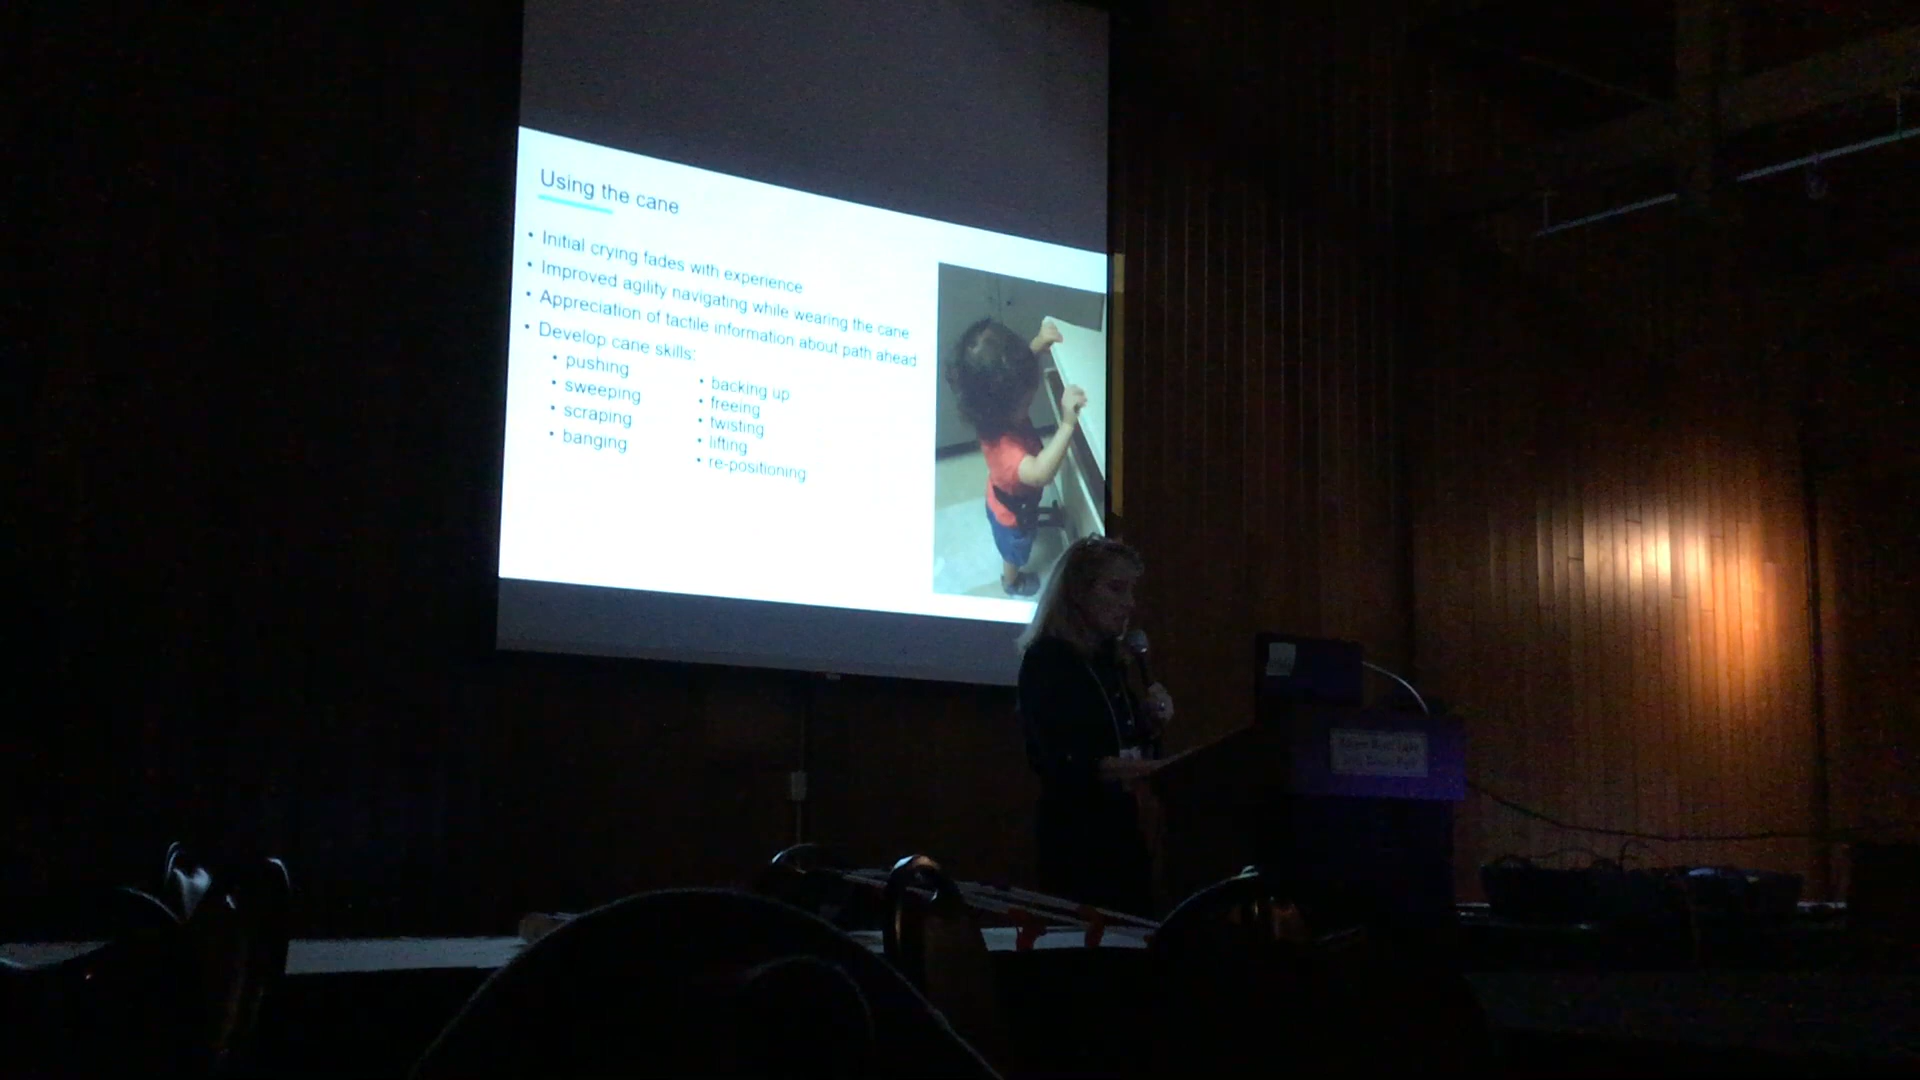 Using the cane
• Initial crying fades with experience
• Improved agility navigating while wearing the cane
• Appreciation of tactile information about path ahead
• Develop cane skills:
• pushing
• sweeping
• scraping
• banging
• backing up
• freeing
• twisting
• lifting
• re-positioning